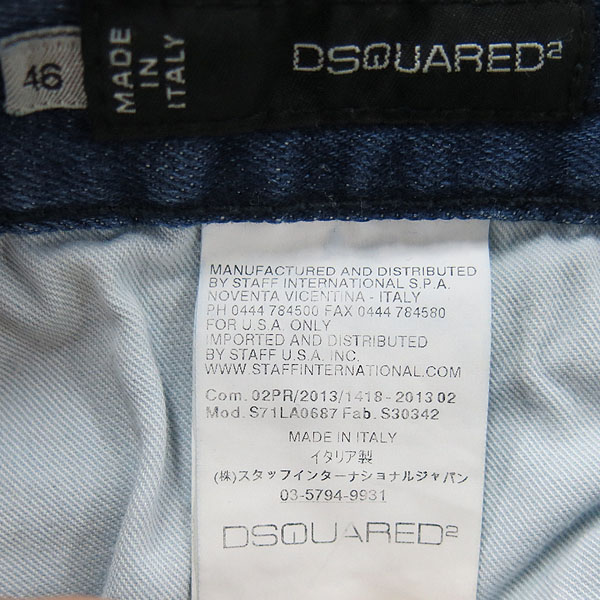 46
MADE
IN
ITALY
DSQUARED2
MANUFACTURED AND DISTRIBUTED
BY STAFF INTERNATIONAL S.P.A.
NOVENTA VICENTINA - ITALY
PH 0444 784500 FAX 0444 784580
FOR U.S.A. ONLY
IMPORTED AND DISTRIBUTED
BY STAFF U.S.A. INC.
WWW.STAFFINTERNATIONAL.COM
Com. 02PR/2013/1418-2013 02
Mod. S71LA0687 Fab. S30342
MADE IN ITALY
イタリア製
(株)スタッフインターナショナルジャパン
03-5794-9931
DSQUARED2